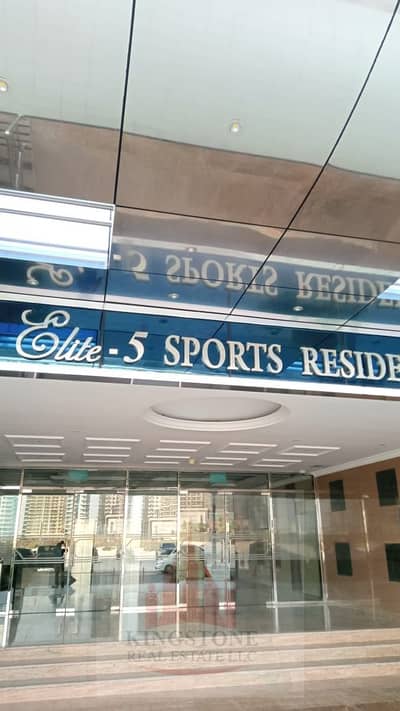 Elite-5 SPORTS RESIDE
KINGSTONE
REAL ESTATE LLC